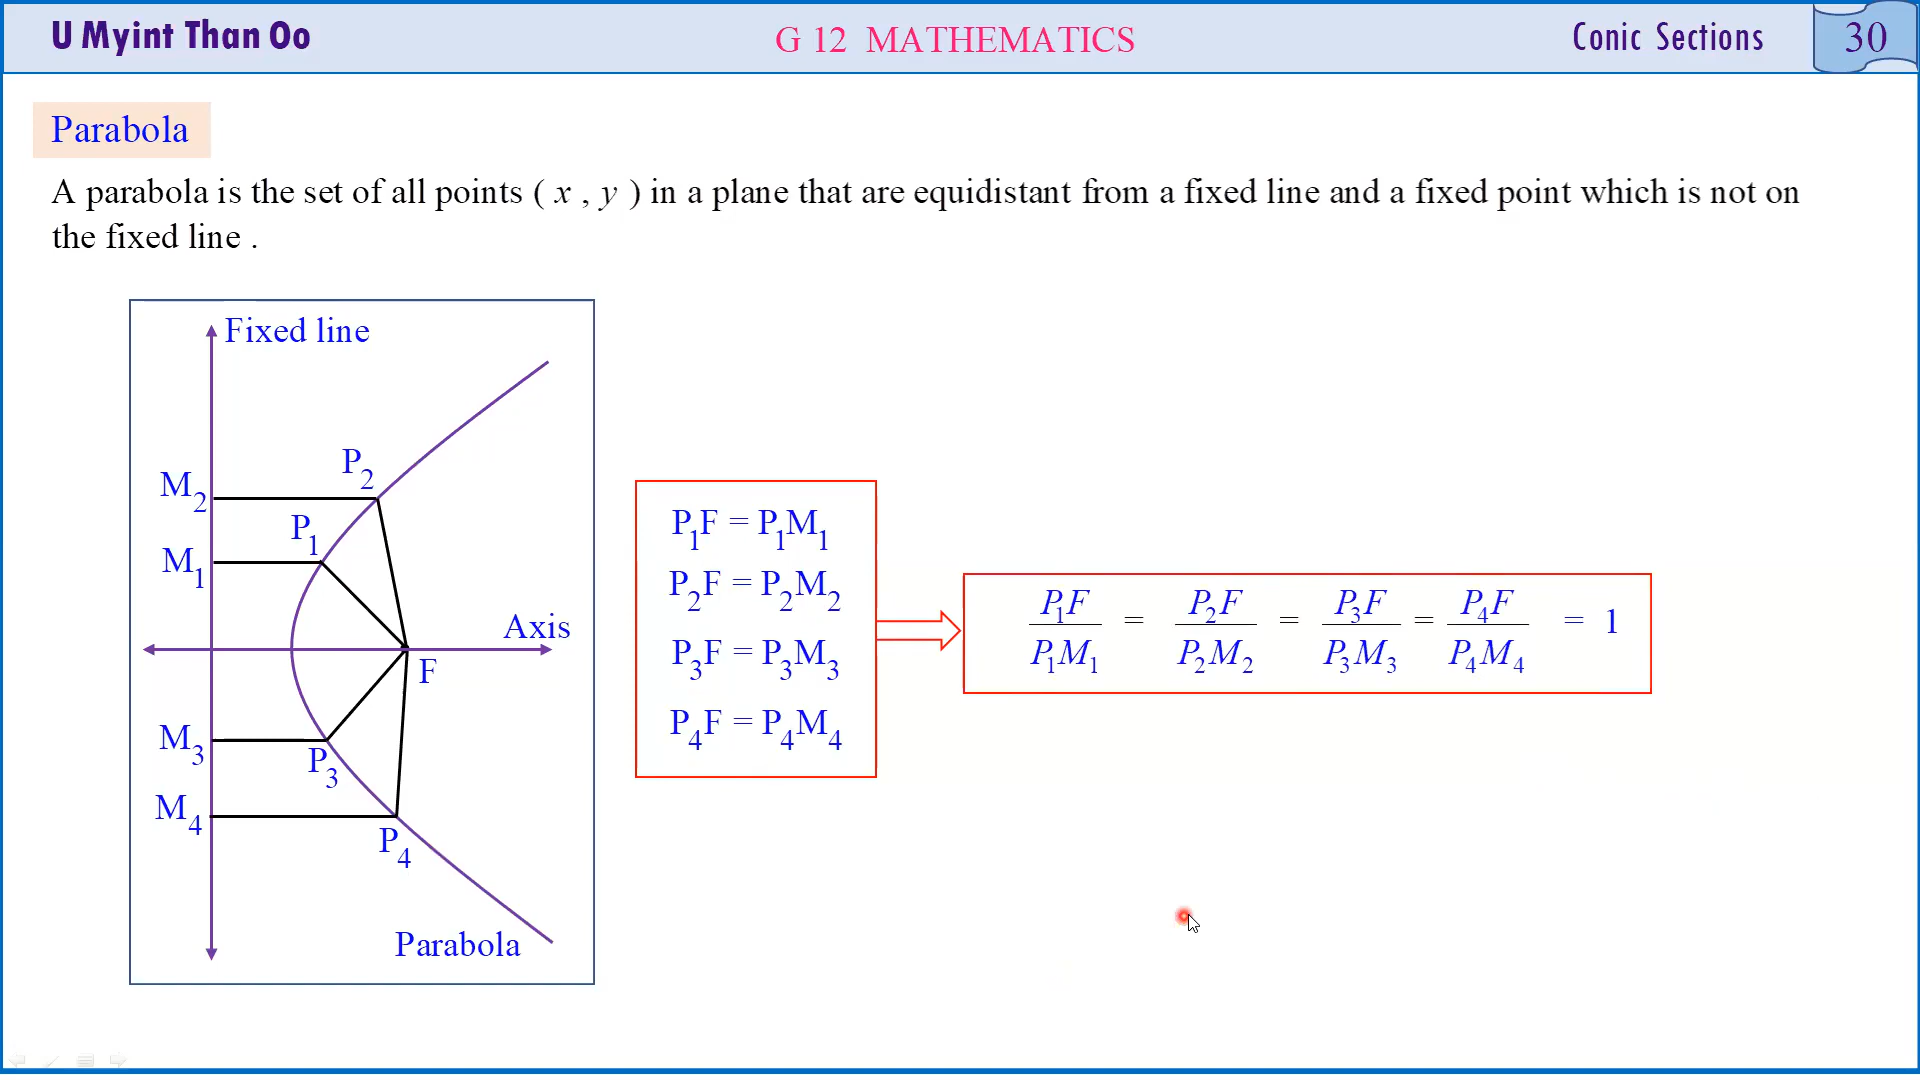 U Myint Than Oo
G 12 MATHEMATICS
Conic Sections
30
Parabola
A parabola is the set of all points ( x , y ) in a plane that are equidistant from a fixed line and a fixed point which is not on
the fixed line .
Fixed line
P₂
M₂
P₁
M₁
Axis
F
M₃
P₃
M₄
P₄
Parabola
P₁F = P₁M₁
P₂F = P₂M₂
P₃F = P₃M₃
P₄F = P₄M₄
P₁F/P₁M₁ = P₂F/P₂M₂ = P₃F/P₃M₃ = P₄F/P₄M₄ = 1